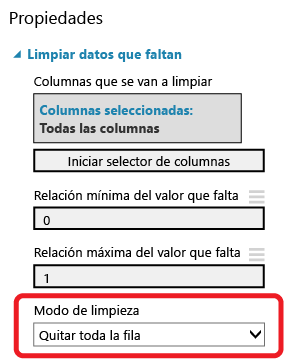 Propiedades
Limpiar datos que faltan
Columnas que se van a limpiar
Columnas seleccionadas:
Todas las columnas
Iniciar selector de columnas
Relación mínima del valor que falta
0
Relación máxima del valor que falta
1
Modo de limpieza
Quitar toda la fila